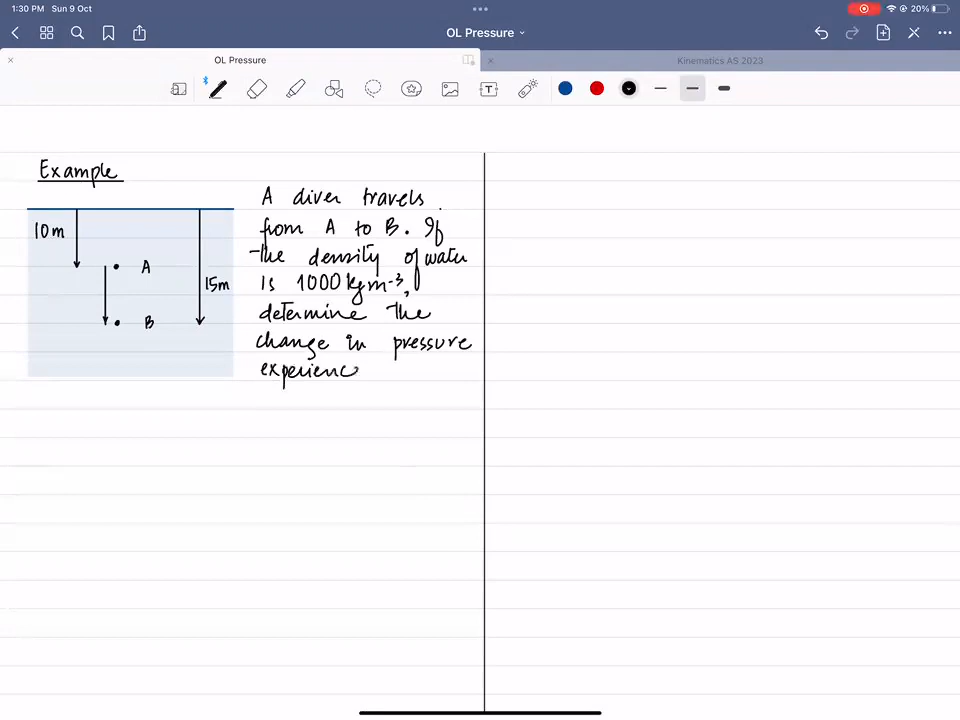 1:30 PM Sun 9 Oct
20%
OL Pressure
OL Pressure
Kinematics AS 2023
Example
10m
A
15m
B
A diver travels
from A to B. If
the density of water
is 1000 kgm-3,
determine the
change in pressure
experienc